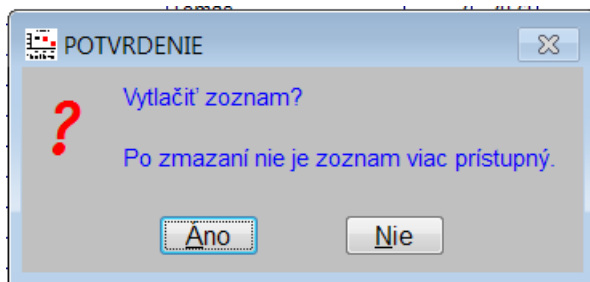 POTVRDENIE
Vytlačiť zoznam?
Po zmazaní nie je zoznam viac prístupný.
Áno
Nie